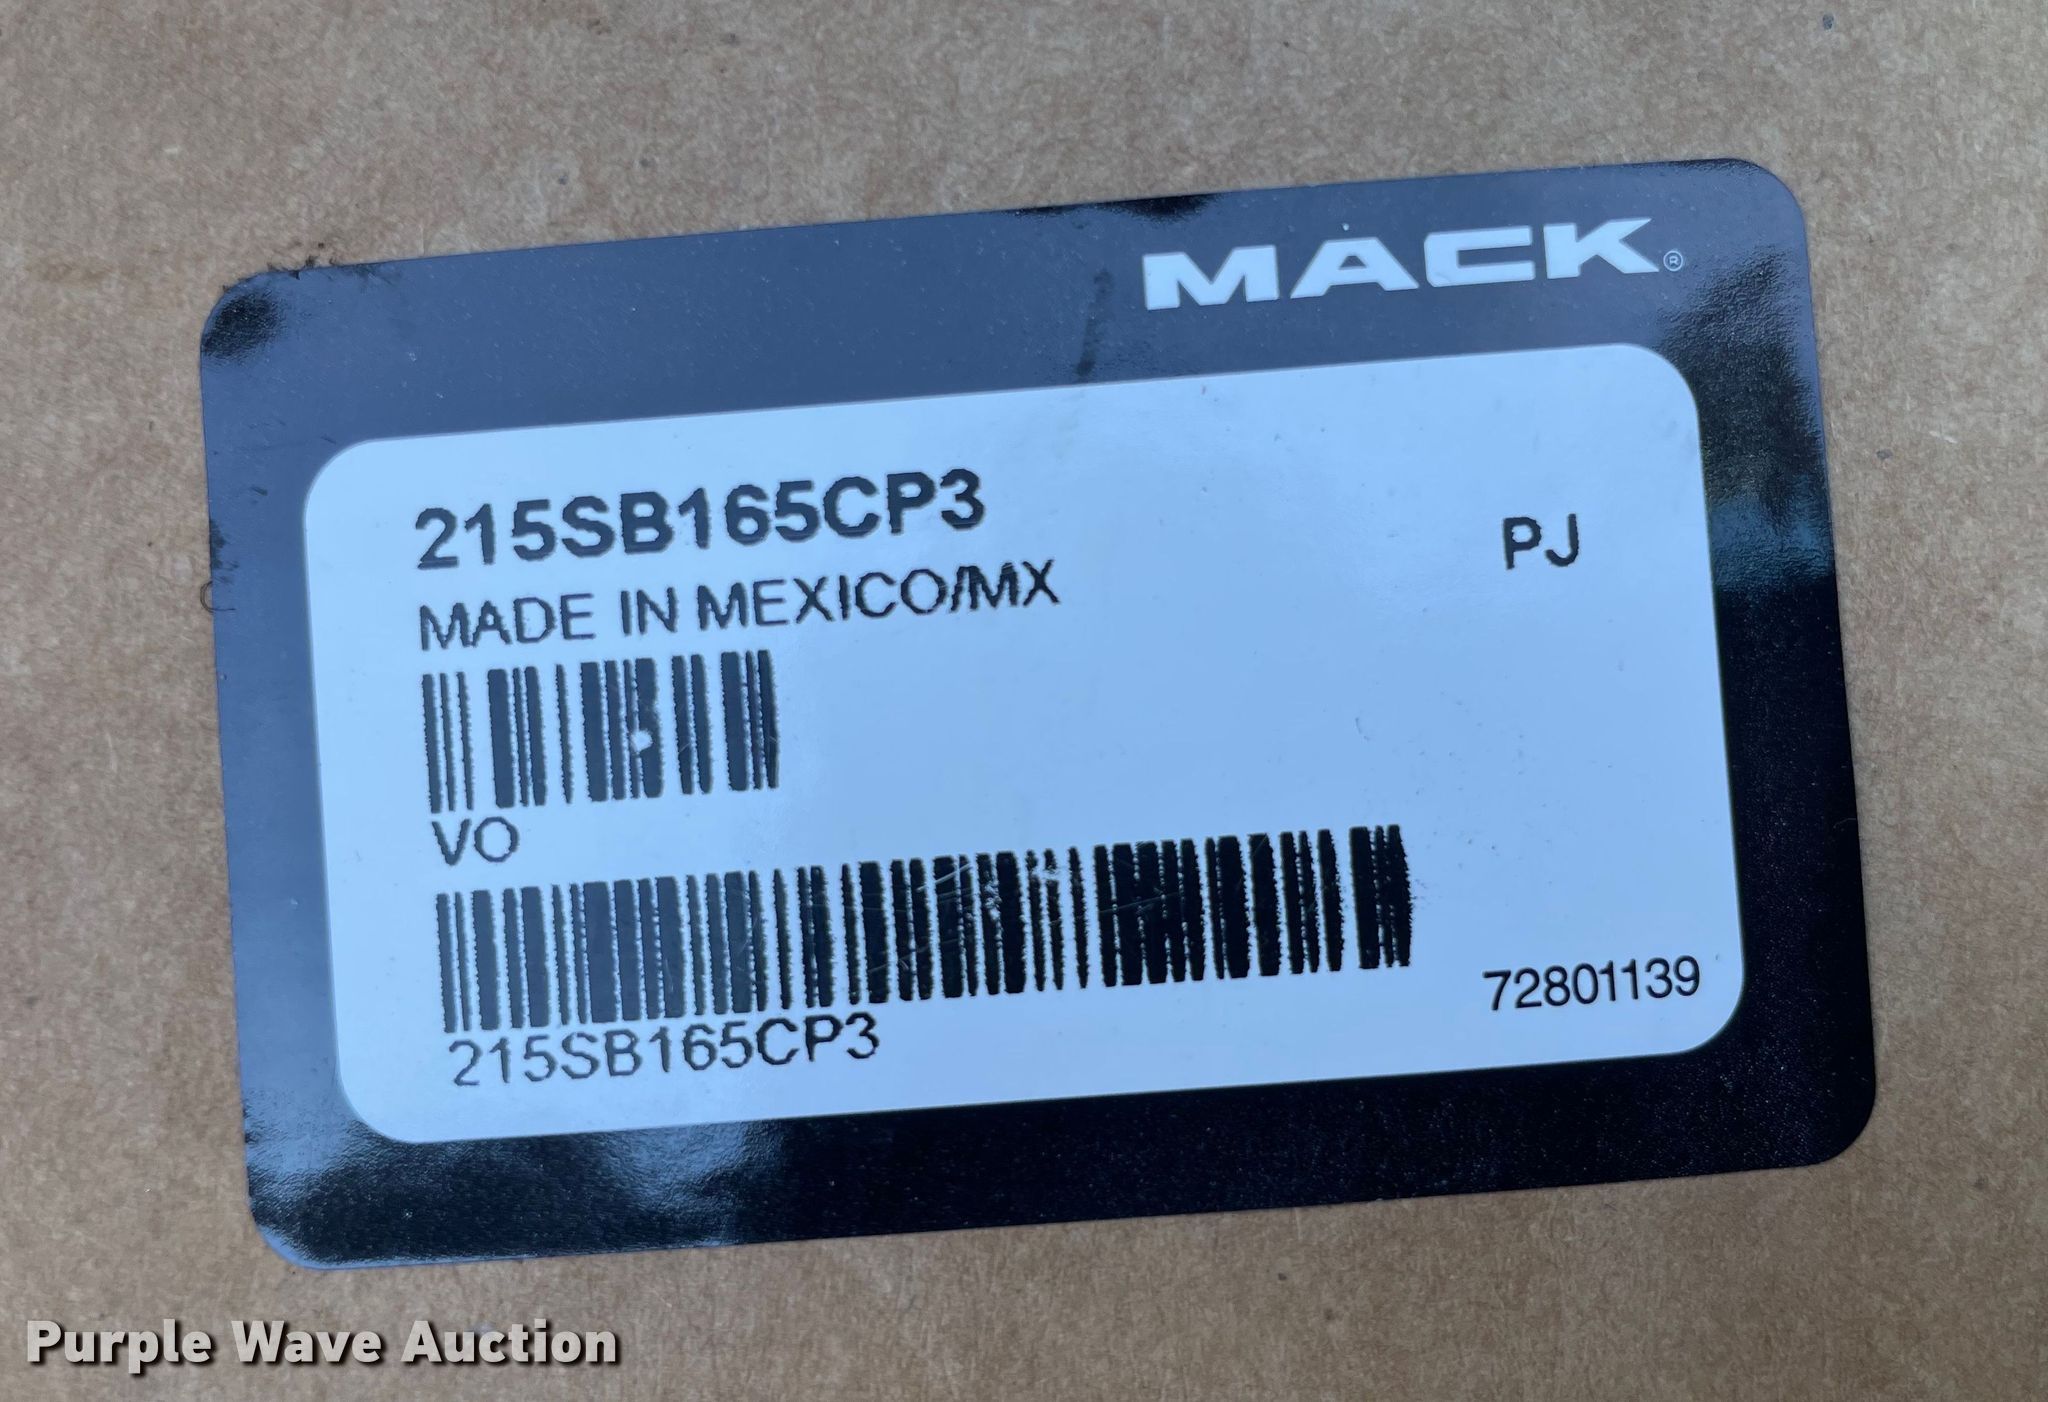 MACK®
215SB165CP3
PJ
MADE IN MEXICO/MX
VO
72801139
215SB165CP3
Purple Wave Auction